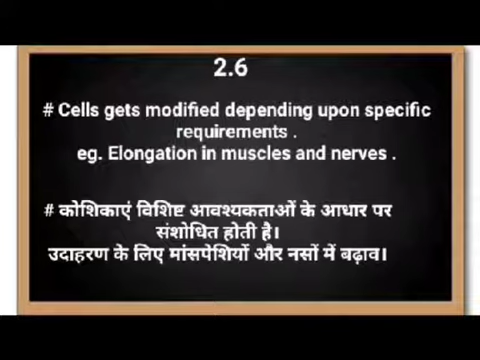 2.6
# Cells gets modified depending upon specific
requirements .
eg. Elongation in muscles and nerves .
# कोशिकाएं विशिष्ट आवश्यकताओं के आधार पर
संशोधित होती है।
उदाहरण के लिए मांसपेशियों और नसों में बढ़ाव।